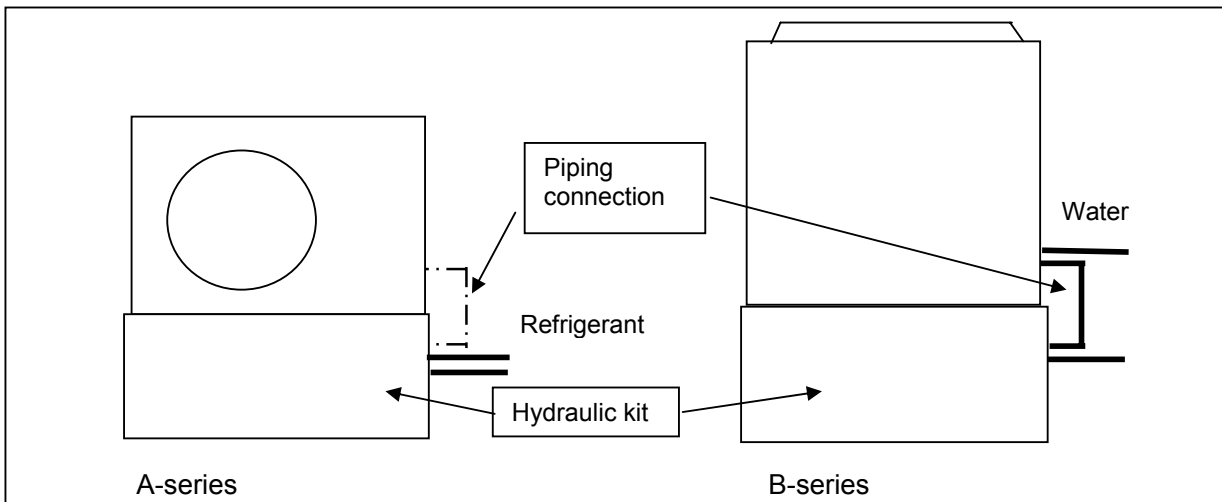 Piping
connection
Water
Refrigerant
Hydraulic kit
A-series
B-series